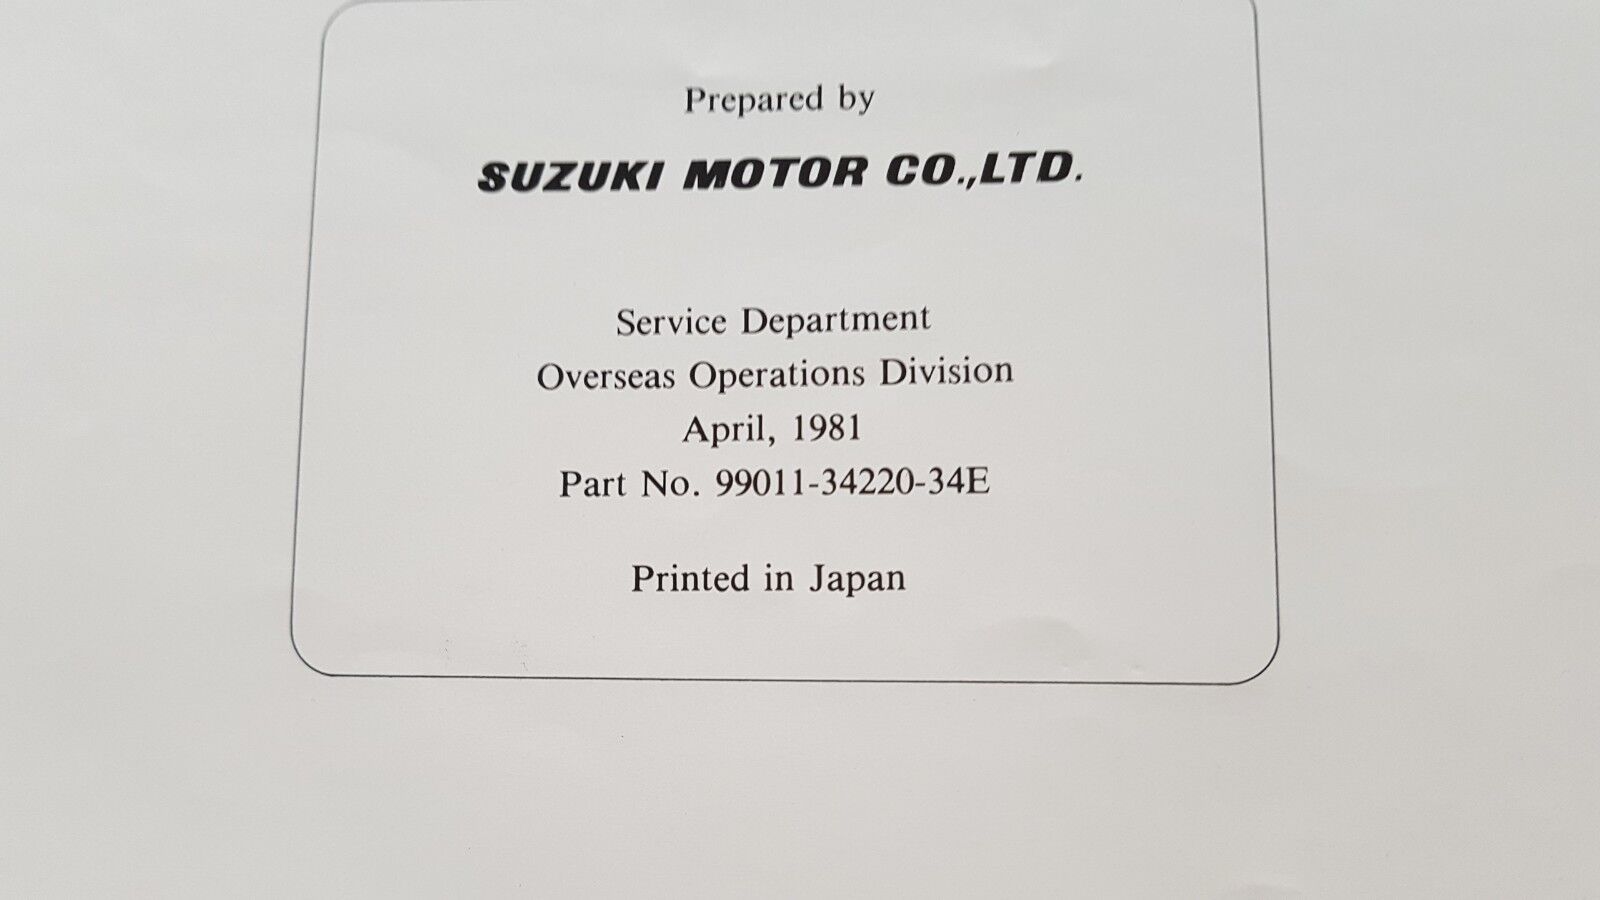 Prepared by
SUZUKI MOTOR CO.,LTD.
Service Department
Overseas Operations Division
April, 1981
Part No. 99011-34220-34E
Printed in Japan